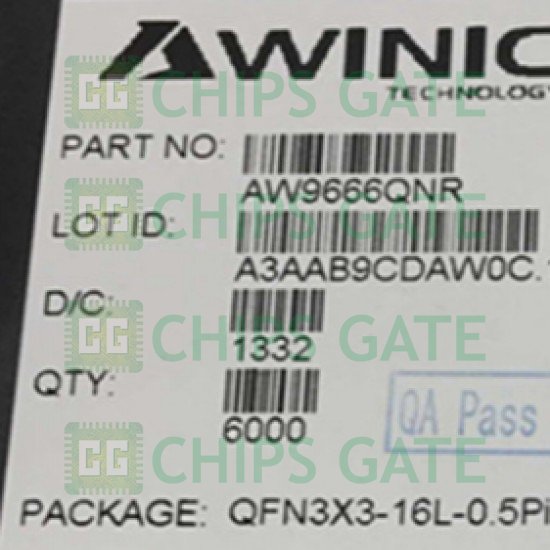 AWINIC
TECHNOLOGY
PART NO:
AW9666QNR
LOT ID:
A3AAB9CDAW0C.
D/C:
1332
QTY:
6000
QA Pass
PACKAGE: QFN3X3-16L-0.5Pi
CHIPS GATE
CHIPS GATE
CHIPS GATE
CHIPS GATE